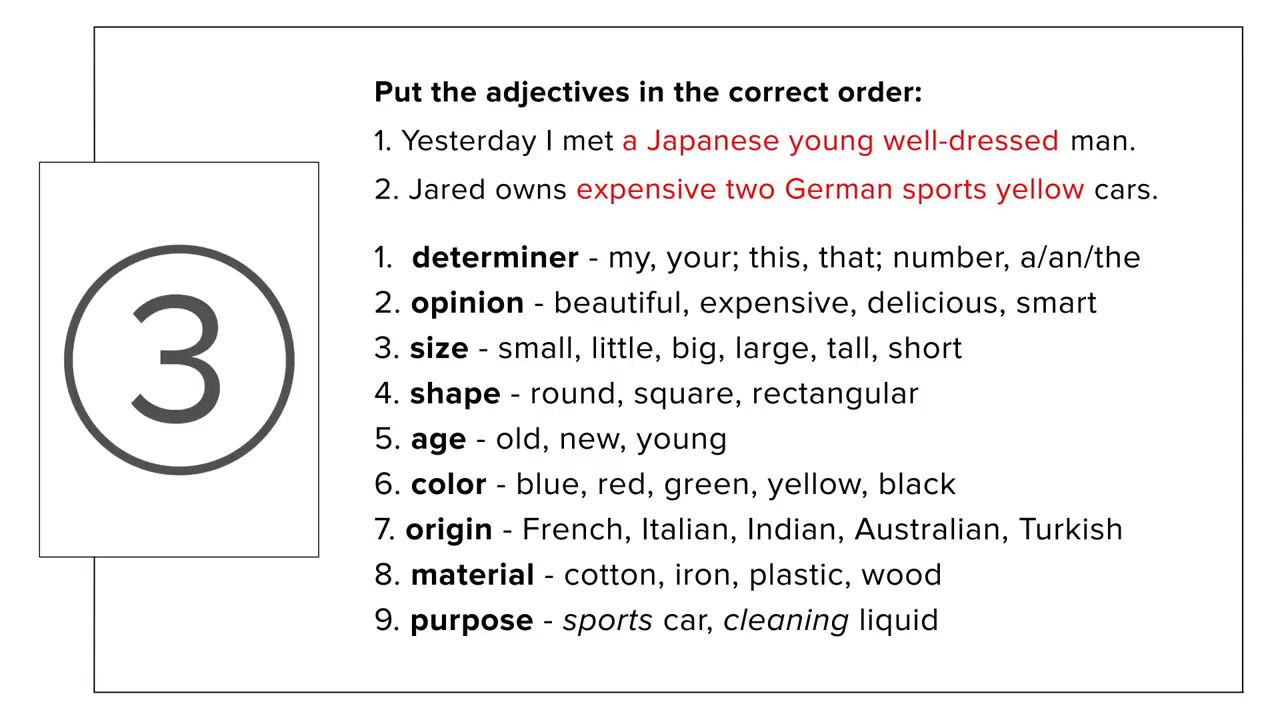 3
Put the adjectives in the correct order:
1. Yesterday I met a Japanese young well-dressed man.
2. Jared owns expensive two German sports yellow cars.
1. determiner - my, your; this, that; number, a/an/the
2. opinion - beautiful, expensive, delicious, smart
3. size - small, little, big, large, tall, short
4. shape - round, square, rectangular
5. age - old, new, young
6. color - blue, red, green, yellow, black
7. origin - French, Italian, Indian, Australian, Turkish
8. material - cotton, iron, plastic, wood
9. purpose - sports car, cleaning liquid